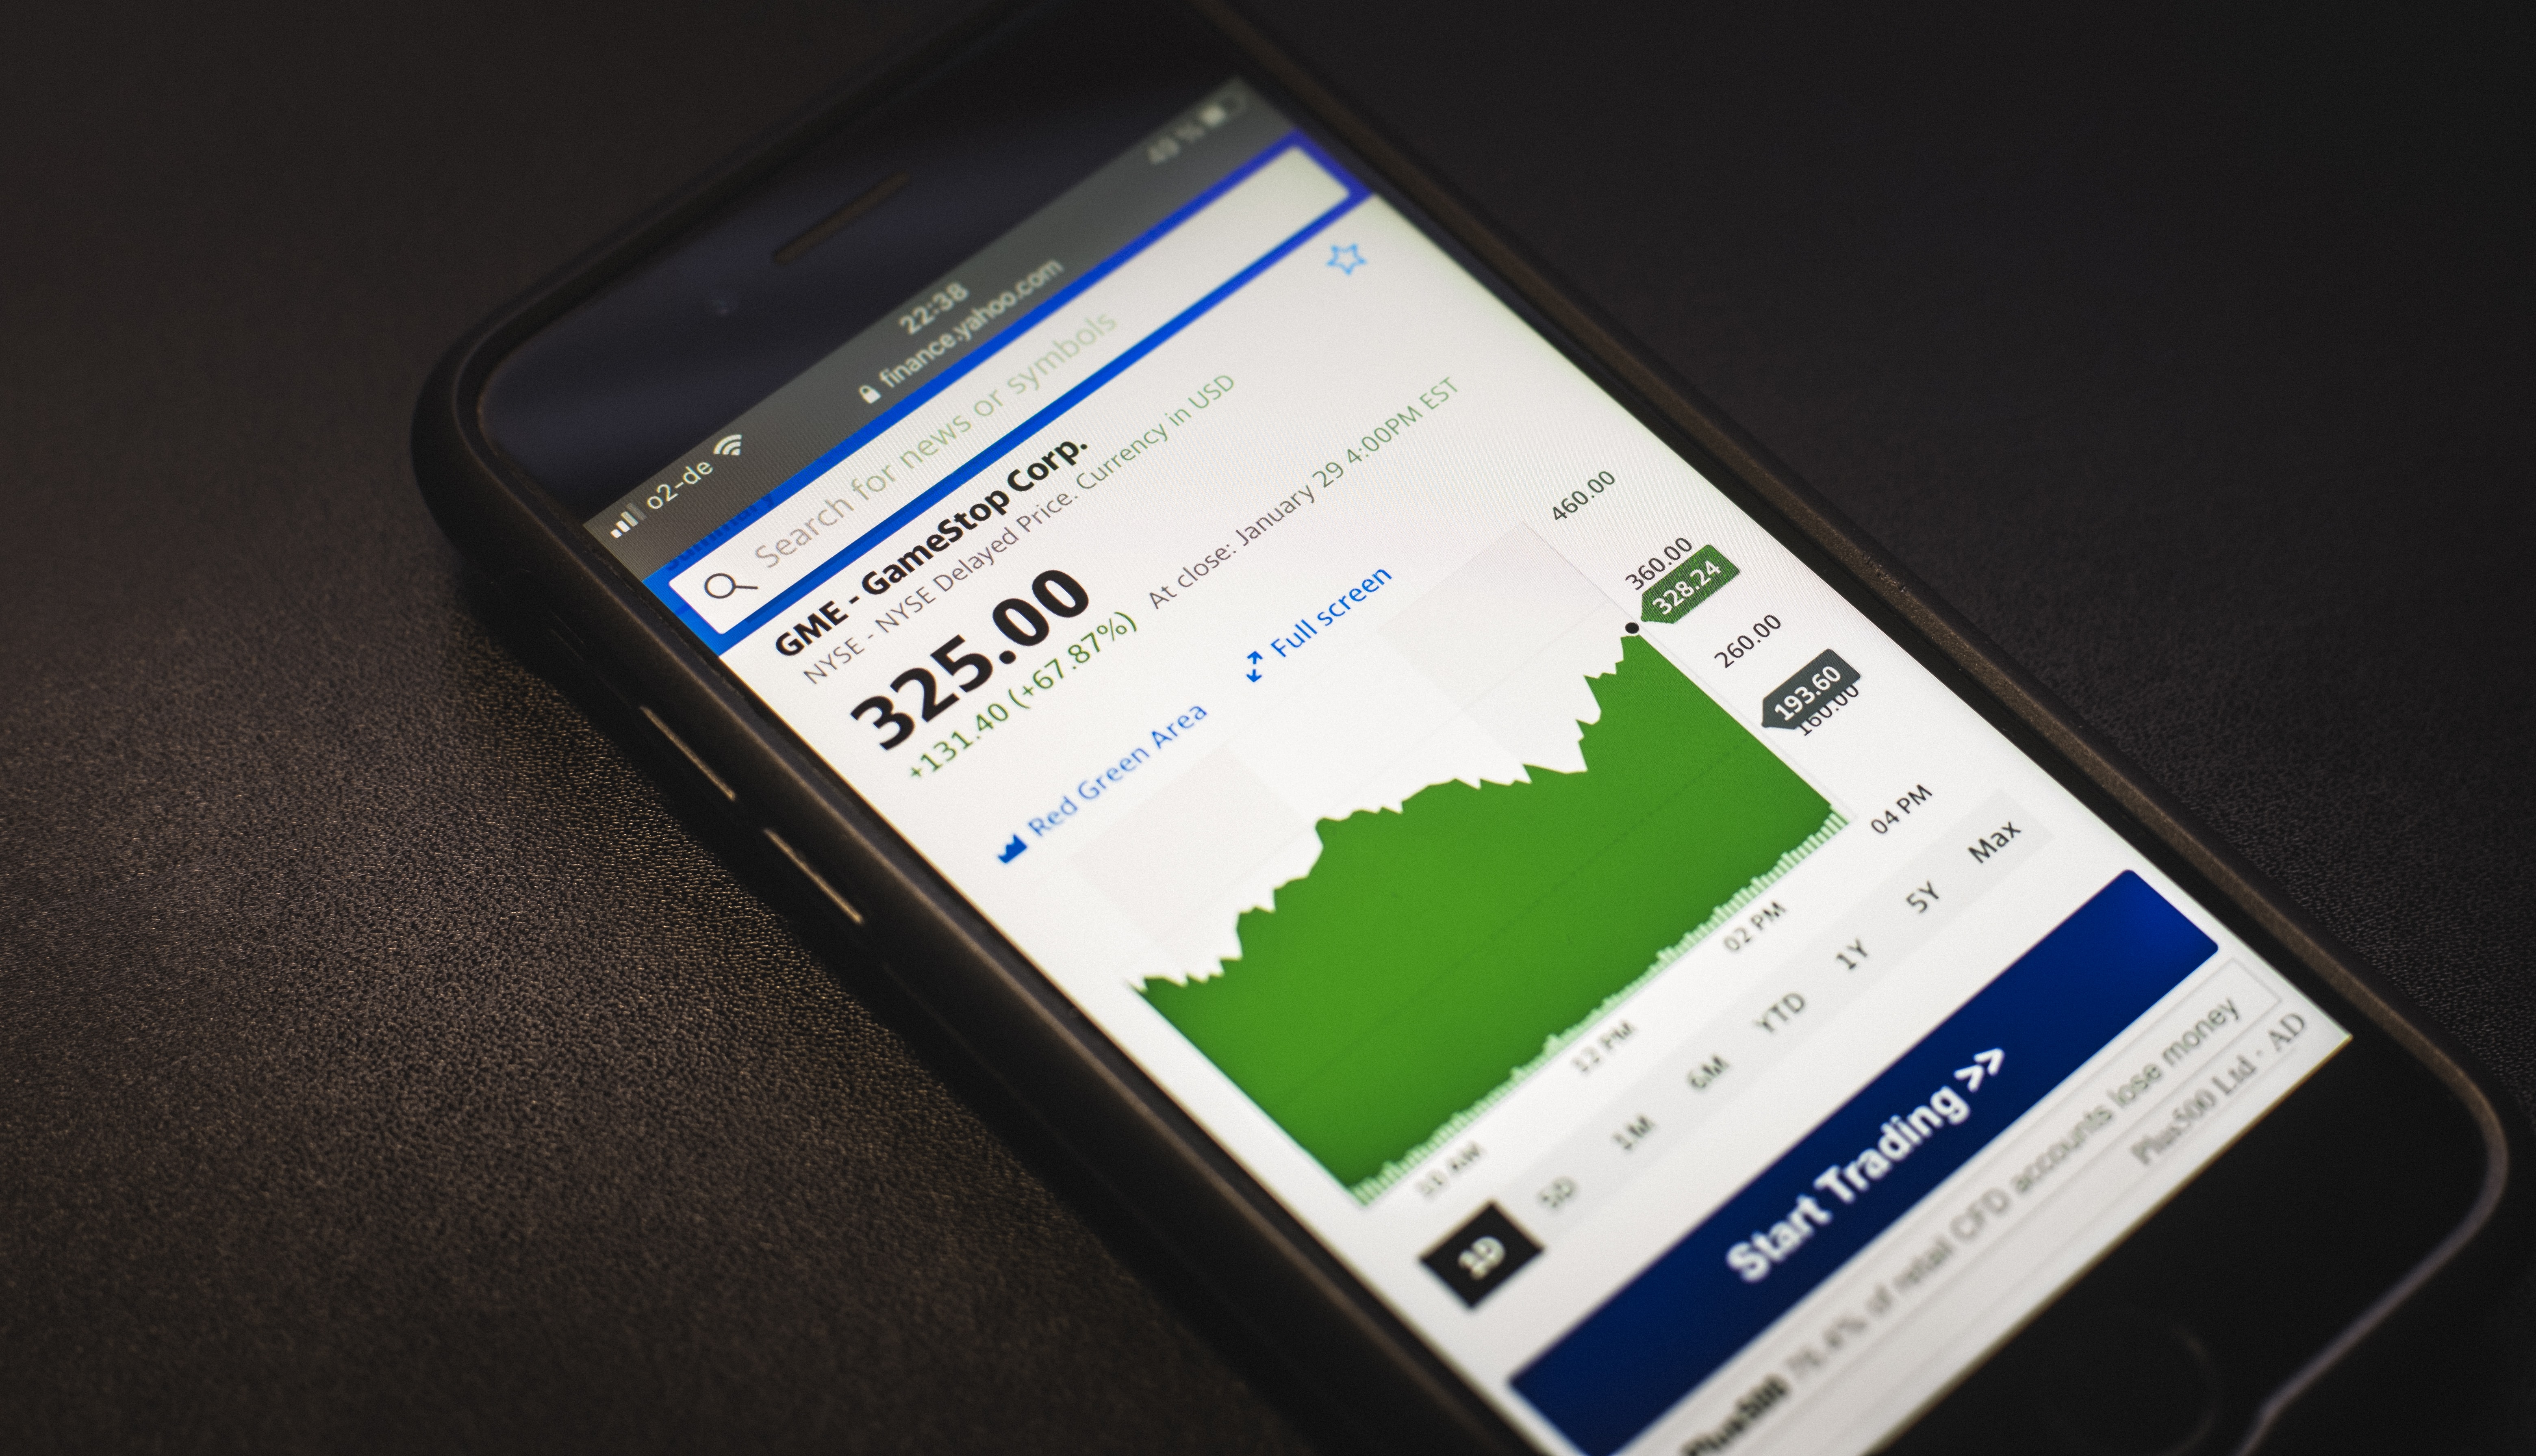 o2-de 22:38 49 %
finance.yahoo.com
Search for news or symbols
GME - GameStop Corp.
NYSE - NYSE Delayed Price. Currency in USD
325.00
+131.40 (+67.87%) At close: January 29 4:00PM EST
Red Green Area Full screen
460.00
360.00
328.24
260.00
193.60
160.00
10 AM 12 PM 02 PM 04 PM
1D 5D 1M 6M YTD 1Y 5Y Max
Start Trading >>
Plus500 76.4% of retail CFD accounts lose money
Plus500 Ltd · AD